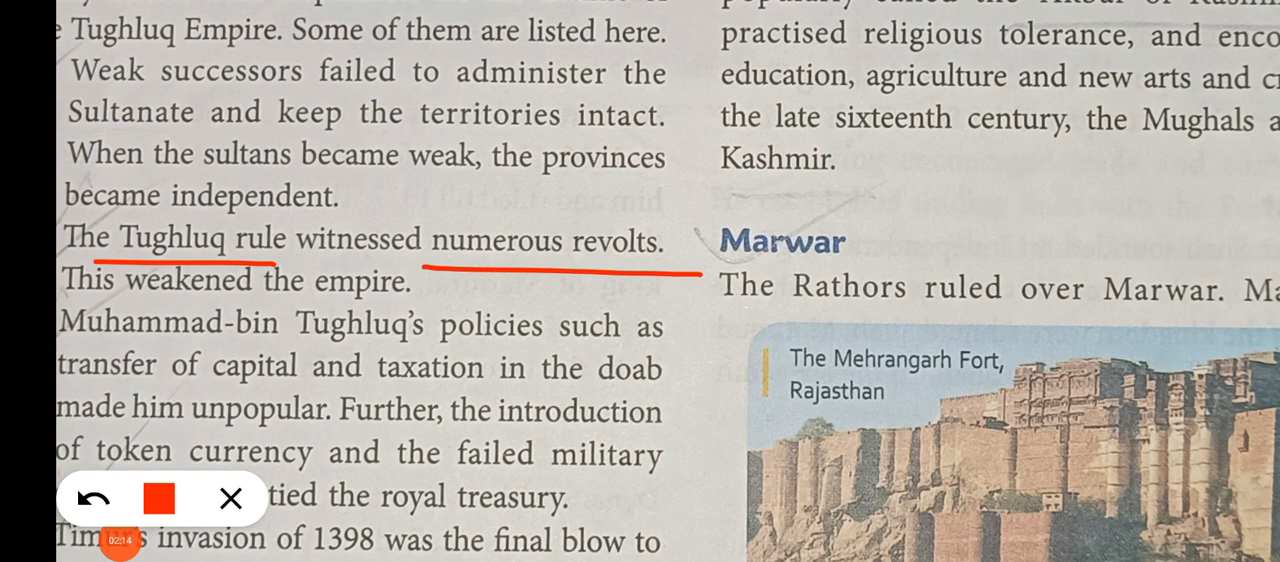 Tughluq Empire. Some of them are listed here.
Weak successors failed to administer the
Sultanate and keep the territories intact.
When the sultans became weak, the provinces
became independent.
The Tughluq rule witnessed numerous revolts.
This weakened the empire.
Muhammad-bin Tughluq's policies such as
transfer of capital and taxation in the doab
made him unpopular. Further, the introduction
of token currency and the failed military
tied the royal treasury.
invasion of 1398 was the final blow to
02:14
practised religious tolerance, and enco
education, agriculture and new arts and
the late sixteenth century, the Mughals a
Kashmir.
Marwar
The Rathors ruled over Marwar. Ma
The Mehrangarh Fort,
Rajasthan